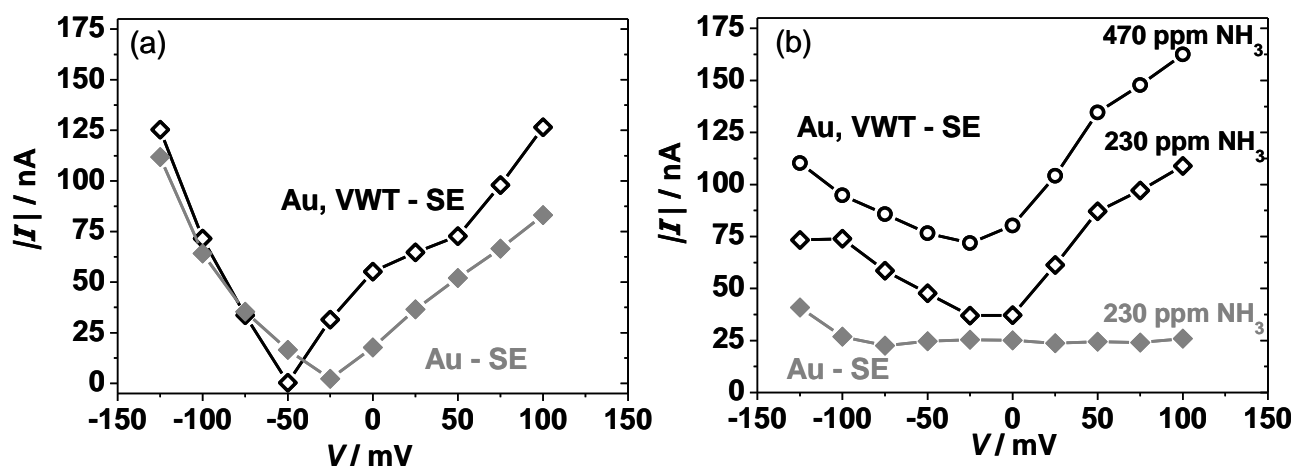 (a)
175
150
125
100
75
50
25
0
|I| / nA
Au, VWT - SE
Au - SE
-150 -100 -50 0 50 100 150
V / mV
(b)
175
150
125
100
75
50
25
0
|I| / nA
470 ppm NH3
Au, VWT - SE
230 ppm NH3
230 ppm NH3
Au - SE
-150 -100 -50 0 50 100 150
V / mV